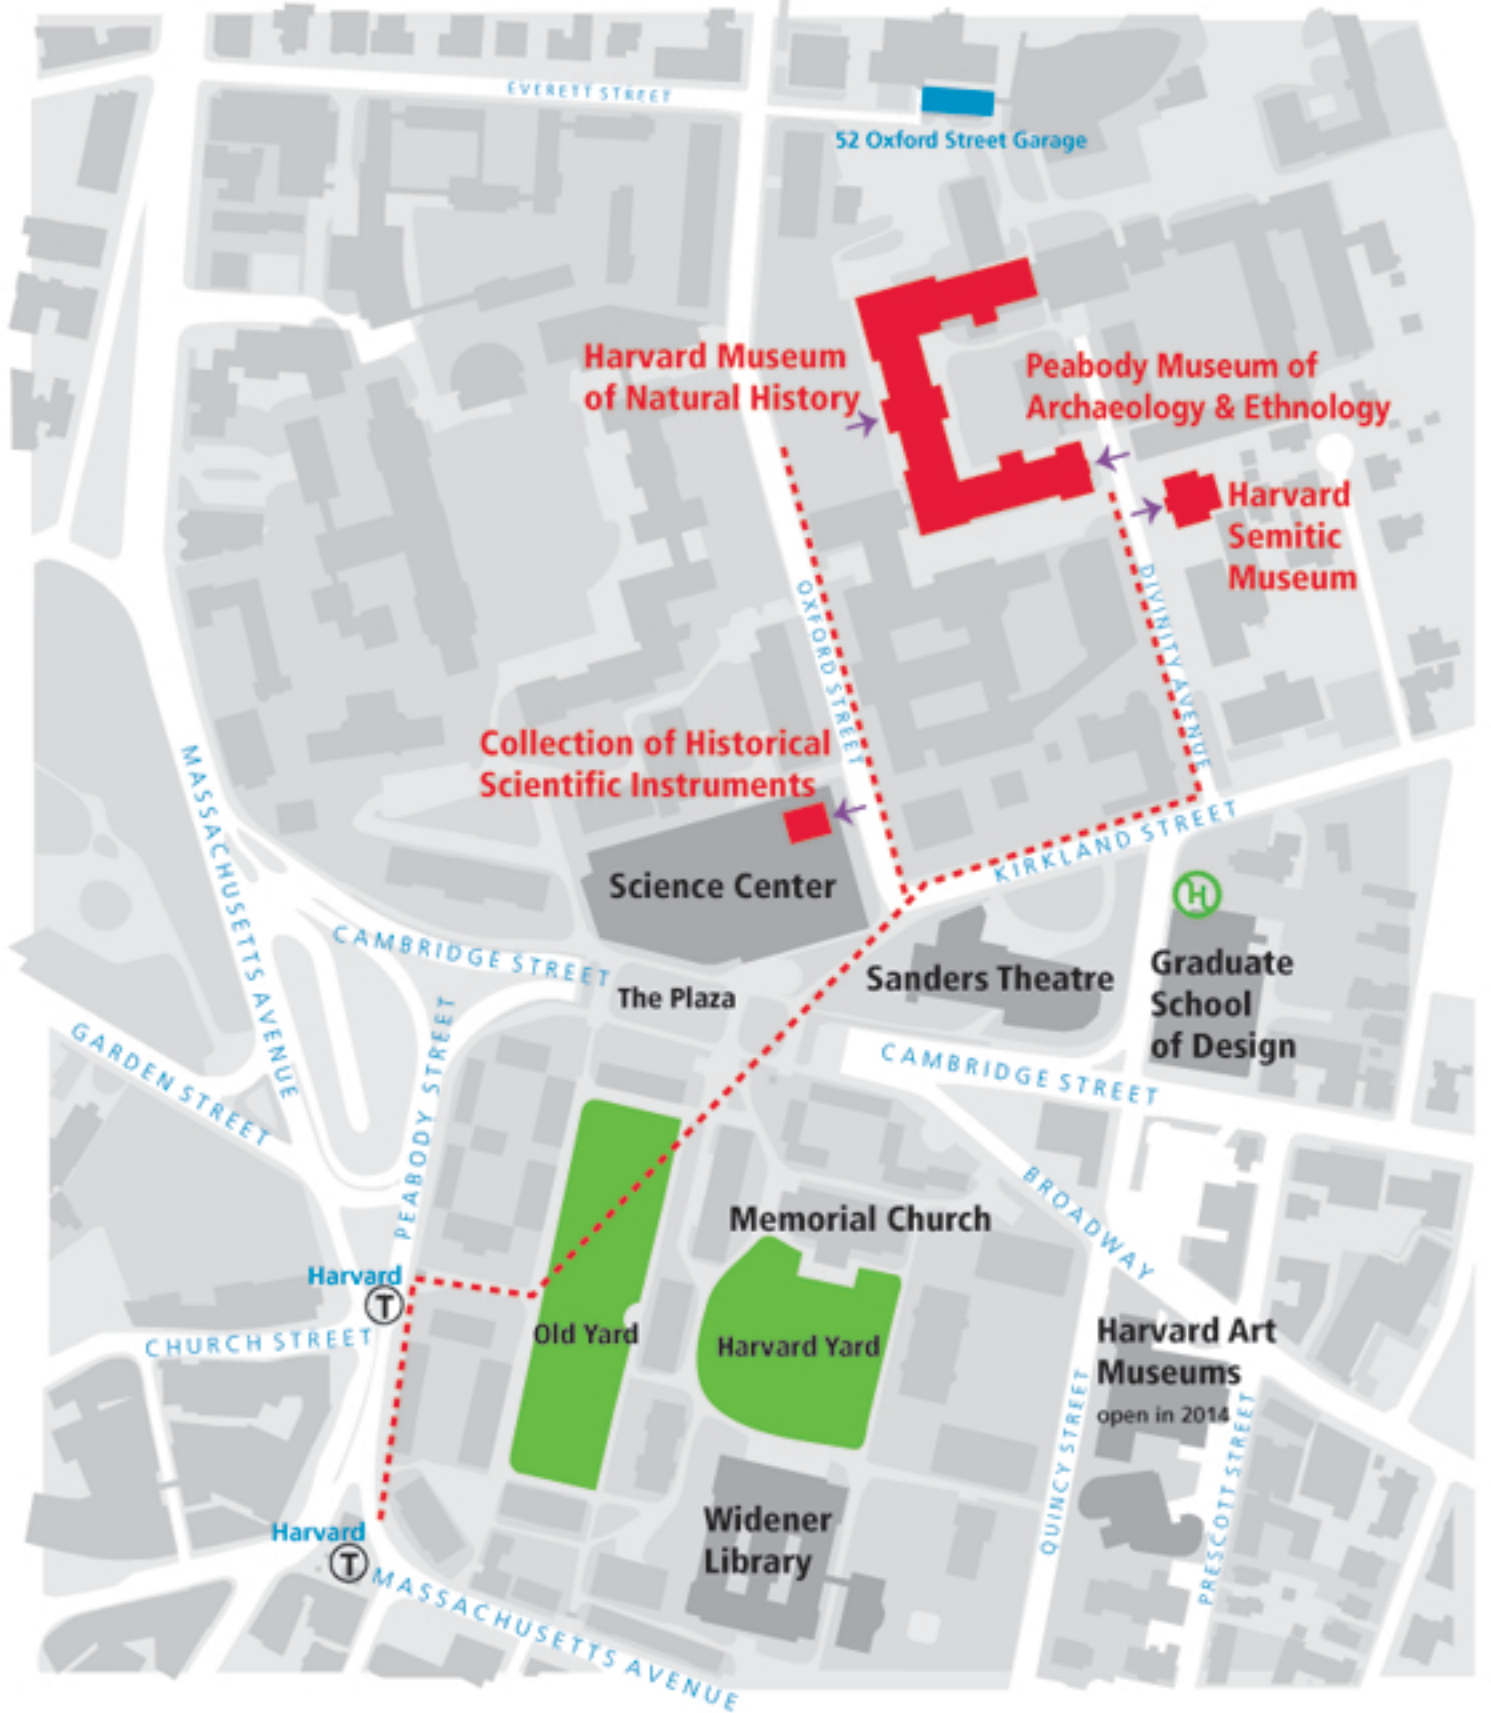 EVERETT STREET
52 Oxford Street Garage
Harvard Museum
of Natural History
Peabody Museum of
Archaeology & Ethnology
Harvard
Semitic
Museum
OXFORD STREET
DIVINITY AVENUE
Collection of Historical
Scientific Instruments
MASSACHUSETTS AVENUE
KIRKLAND STREET
Science Center
H
CAMBRIDGE STREET
The Plaza
Sanders Theatre
Graduate
School
of Design
GARDEN STREET
PEABODY STREET
CAMBRIDGE STREET
BROADWAY
Memorial Church
Harvard
T
CHURCH STREET
Old Yard
Harvard Yard
Harvard Art
Museums
open in 2014
QUINCY STREET
PRESCOTT STREET
Widener
Library
Harvard
T
MASSACHUSETTS AVENUE